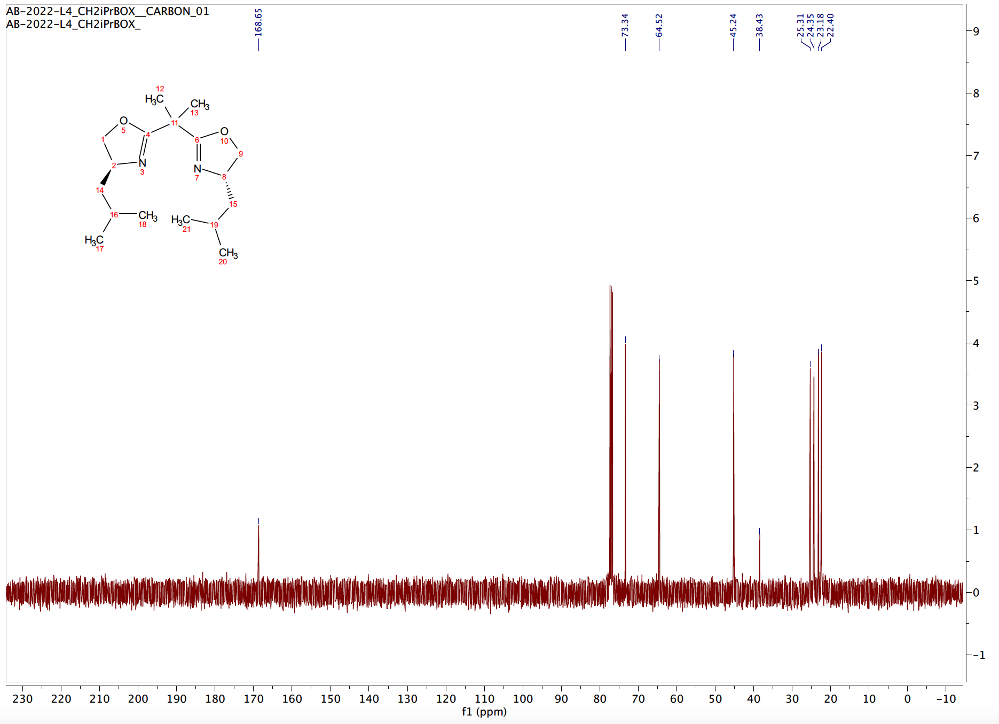 AB-2022-L4_CH2iPrBOX__CARBON_01
AB-2022-L4_CH2iPrBOX_
168.65
73.34
64.52
45.24
38.43
25.31
24.35
23.18
22.40
12
H3C
CH3
13
O
5
11
4
O
10
6
1
9
N
3
2
N
7
8
14
15
16
CH3
18
H3C
21
19
H3C
17
CH3
20
9
8
7
6
5
4
3
2
1
0
-1
230 220 210 200 190 180 170 160 150 140 130 120 110 100 90 80 70 60 50 40 30 20 10 0 -10
f1 (ppm)